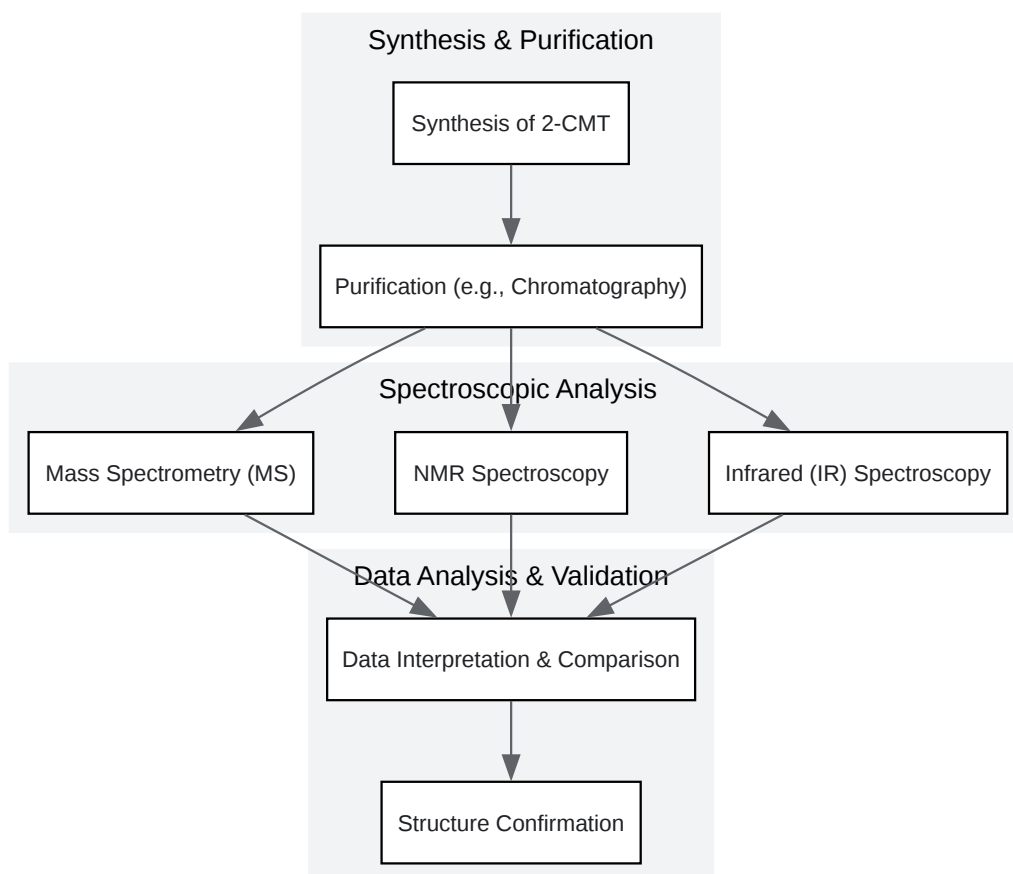 Synthesis & Purification
Synthesis of 2-CMT
Purification (e.g., Chromatography)
Spectroscopic Analysis
Mass Spectrometry (MS)
NMR Spectroscopy
Infrared (IR) Spectroscopy
Data Analysis & Validation
Data Interpretation & Comparison
Structure Confirmation